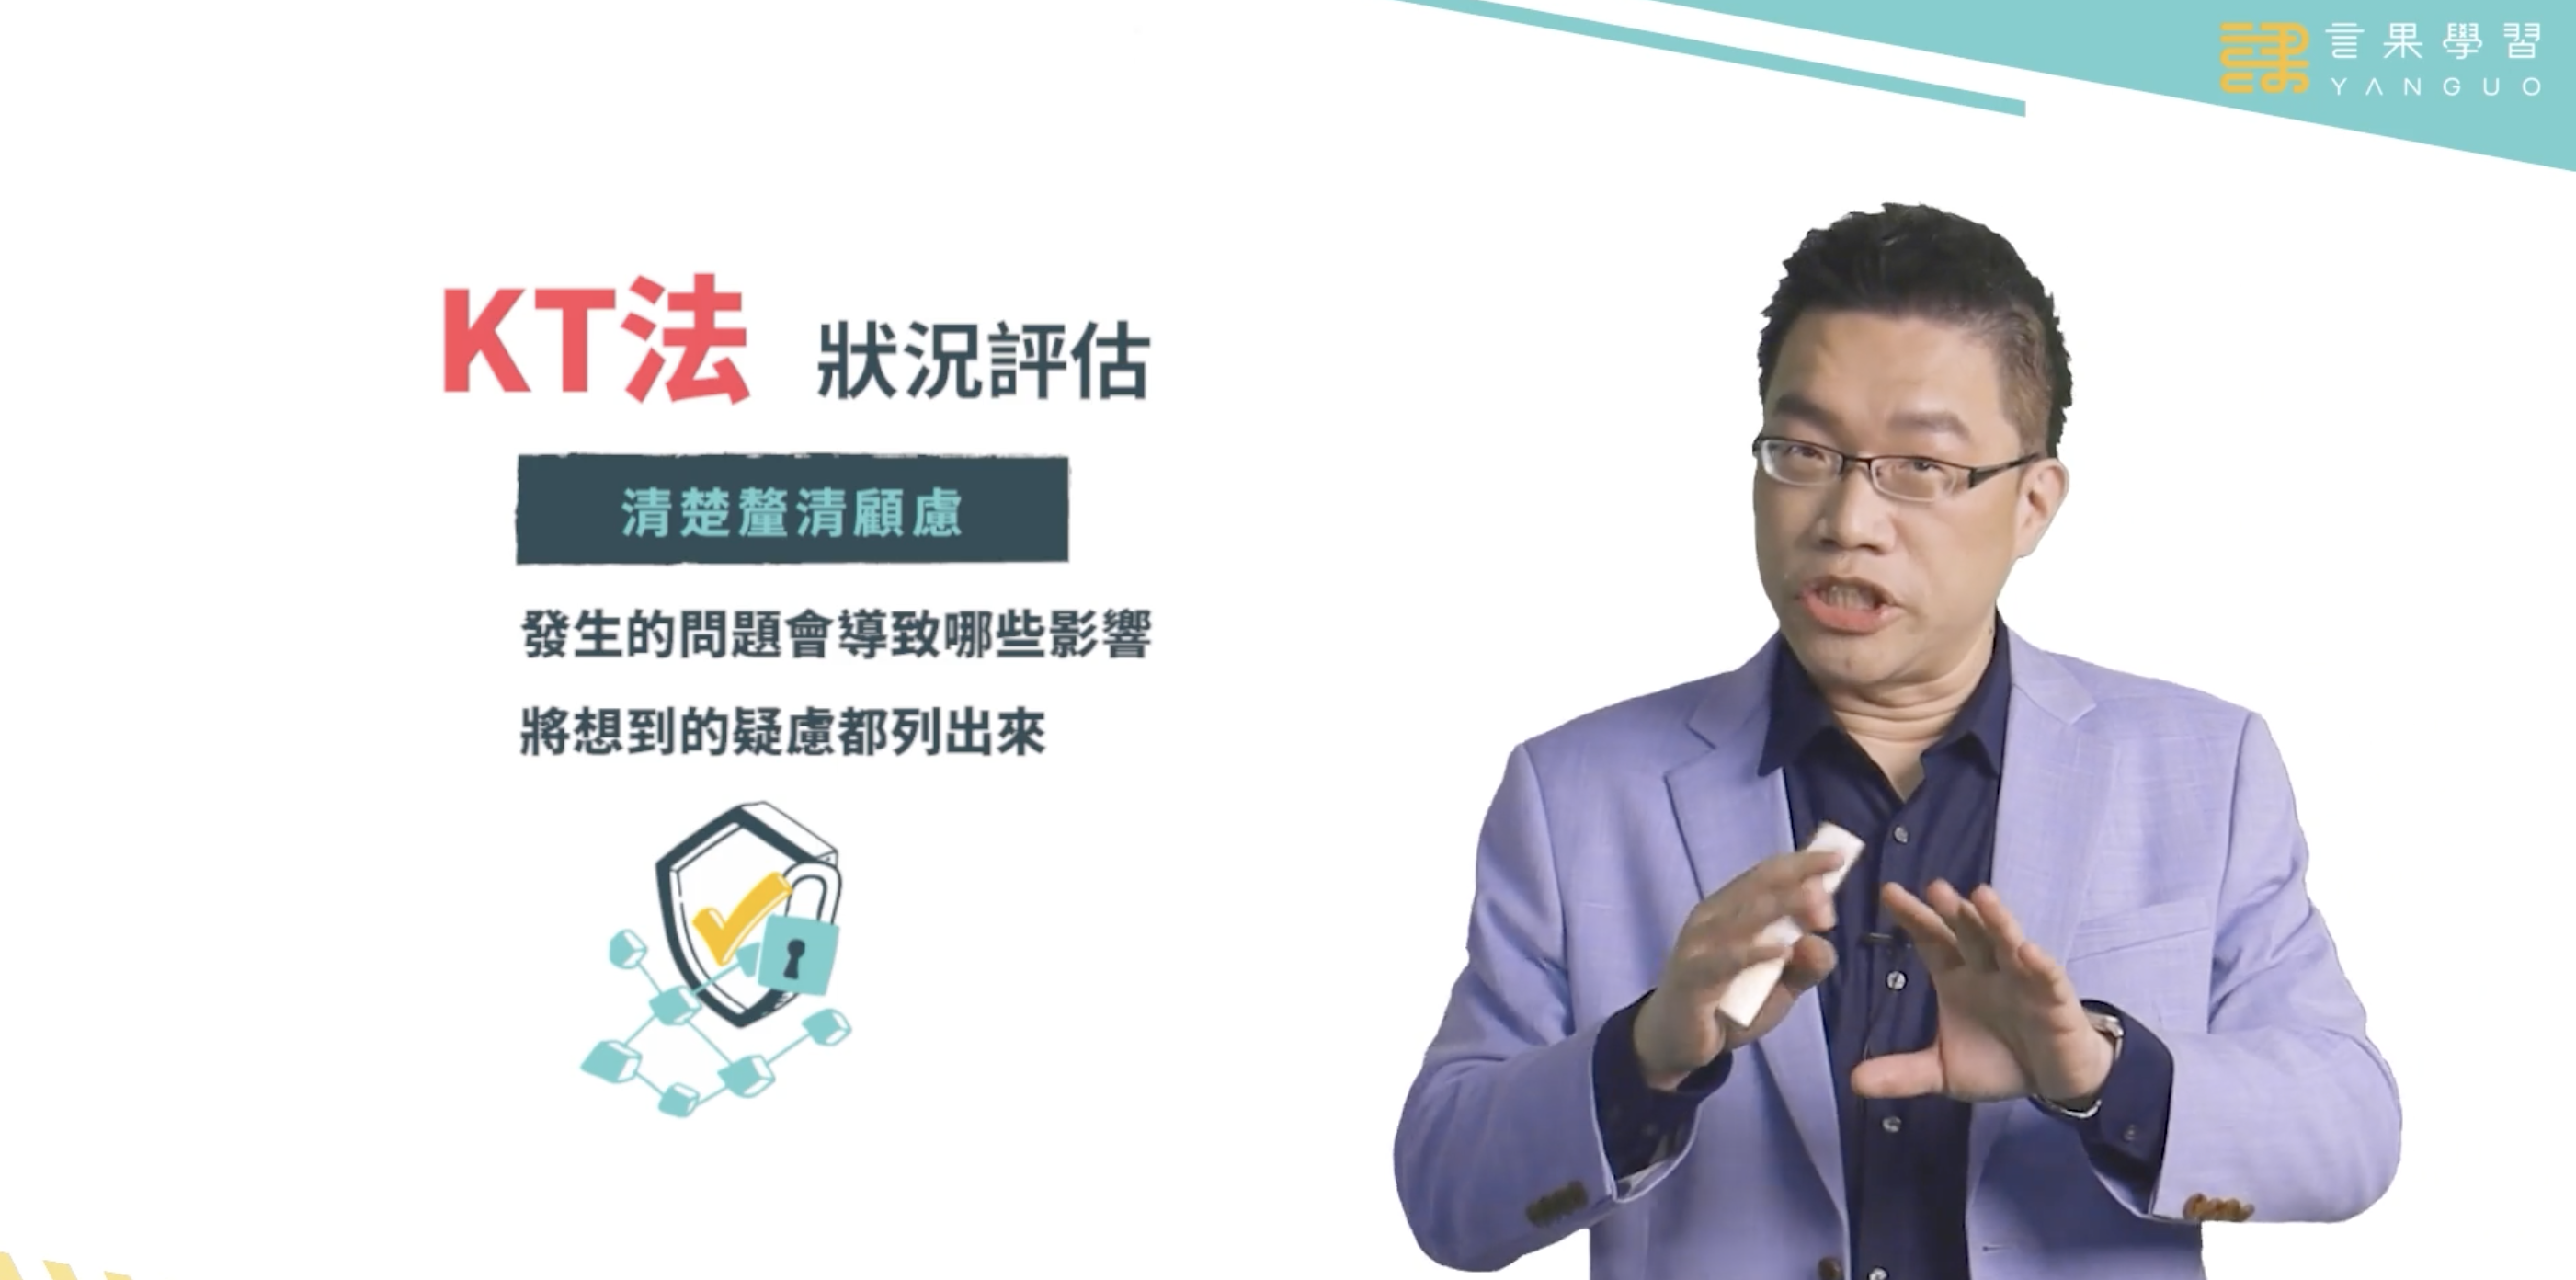 言果學習
YANGUO
KT法 狀況評估
清楚釐清顧慮
發生的問題會導致哪些影響
將想到的疑慮都列出來